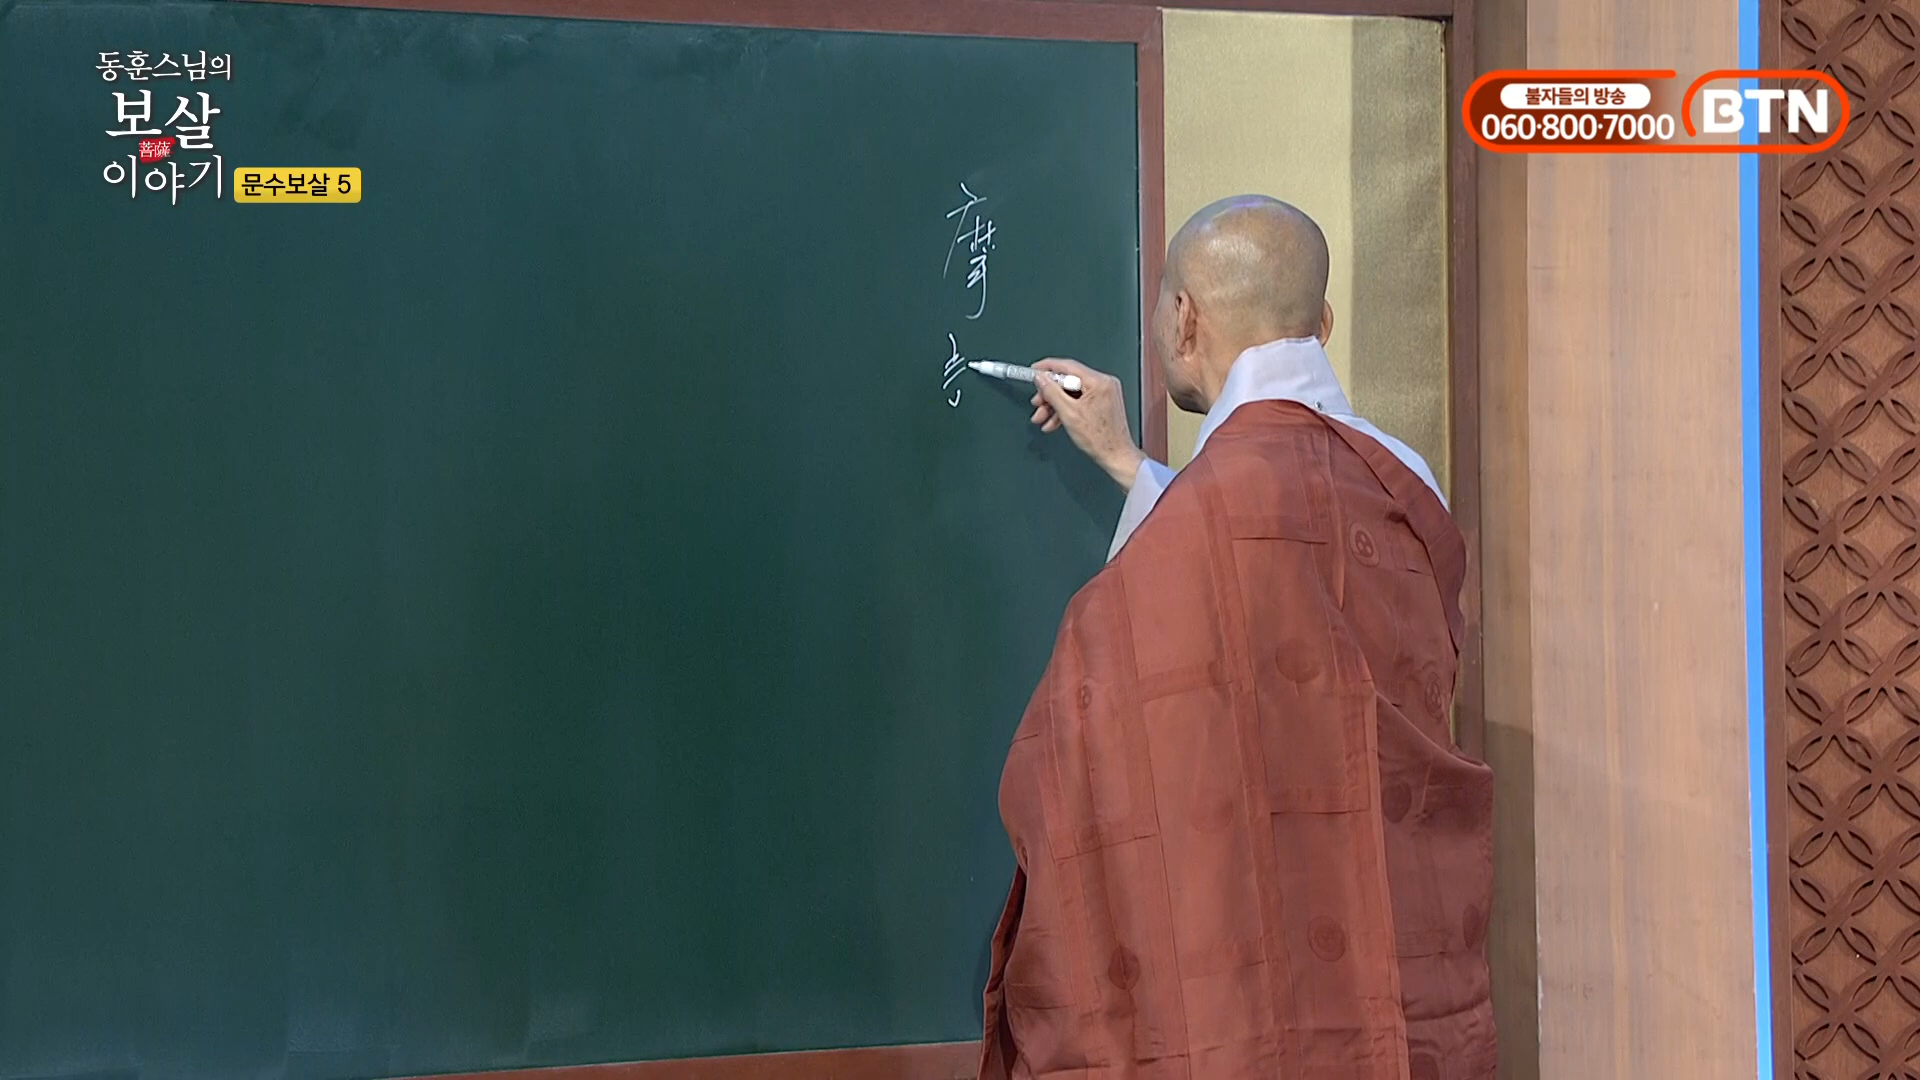 동훈스님의
보살
菩薩
이야기
문수보살 5
불자들의 방송
060·800·7000
BTN
摩